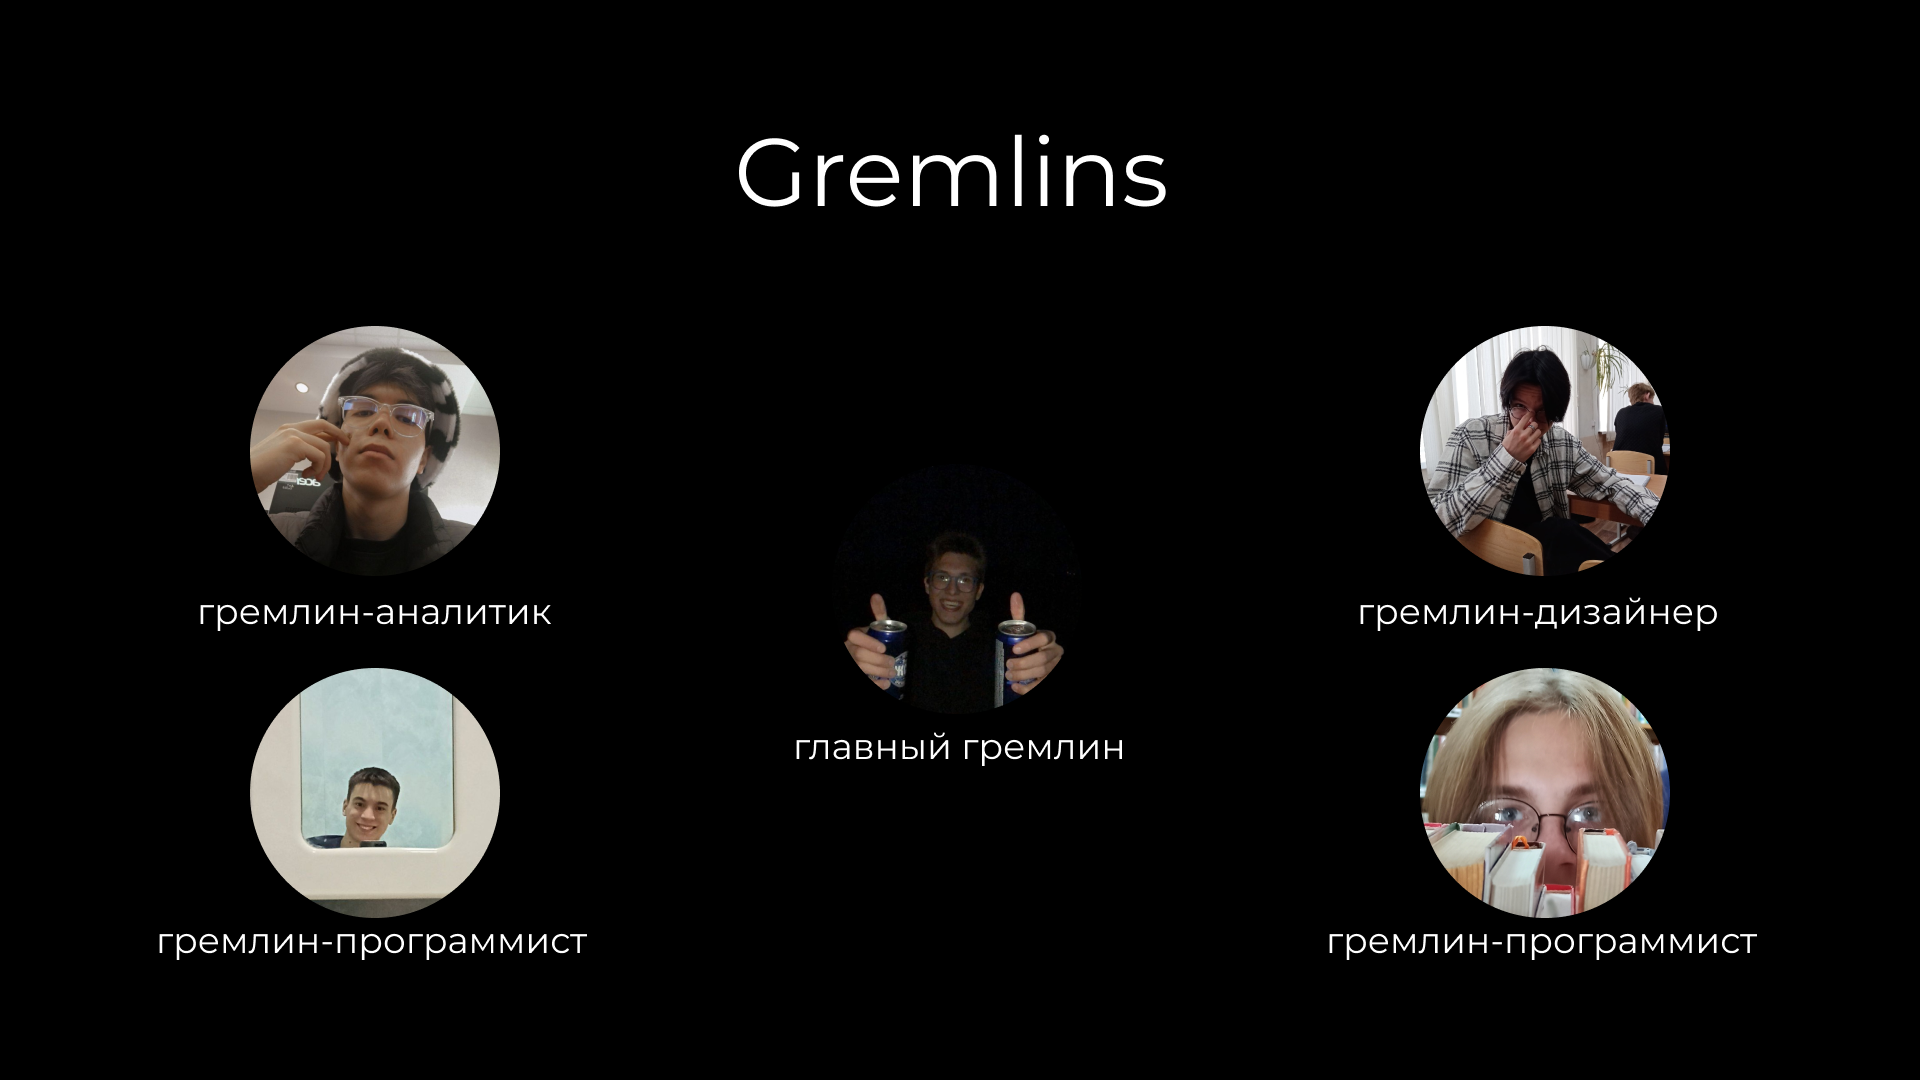 Gremlins
гремлин-аналитик
гремлин-дизайнер
главный гремлин
гремлин-программист
гремлин-программист